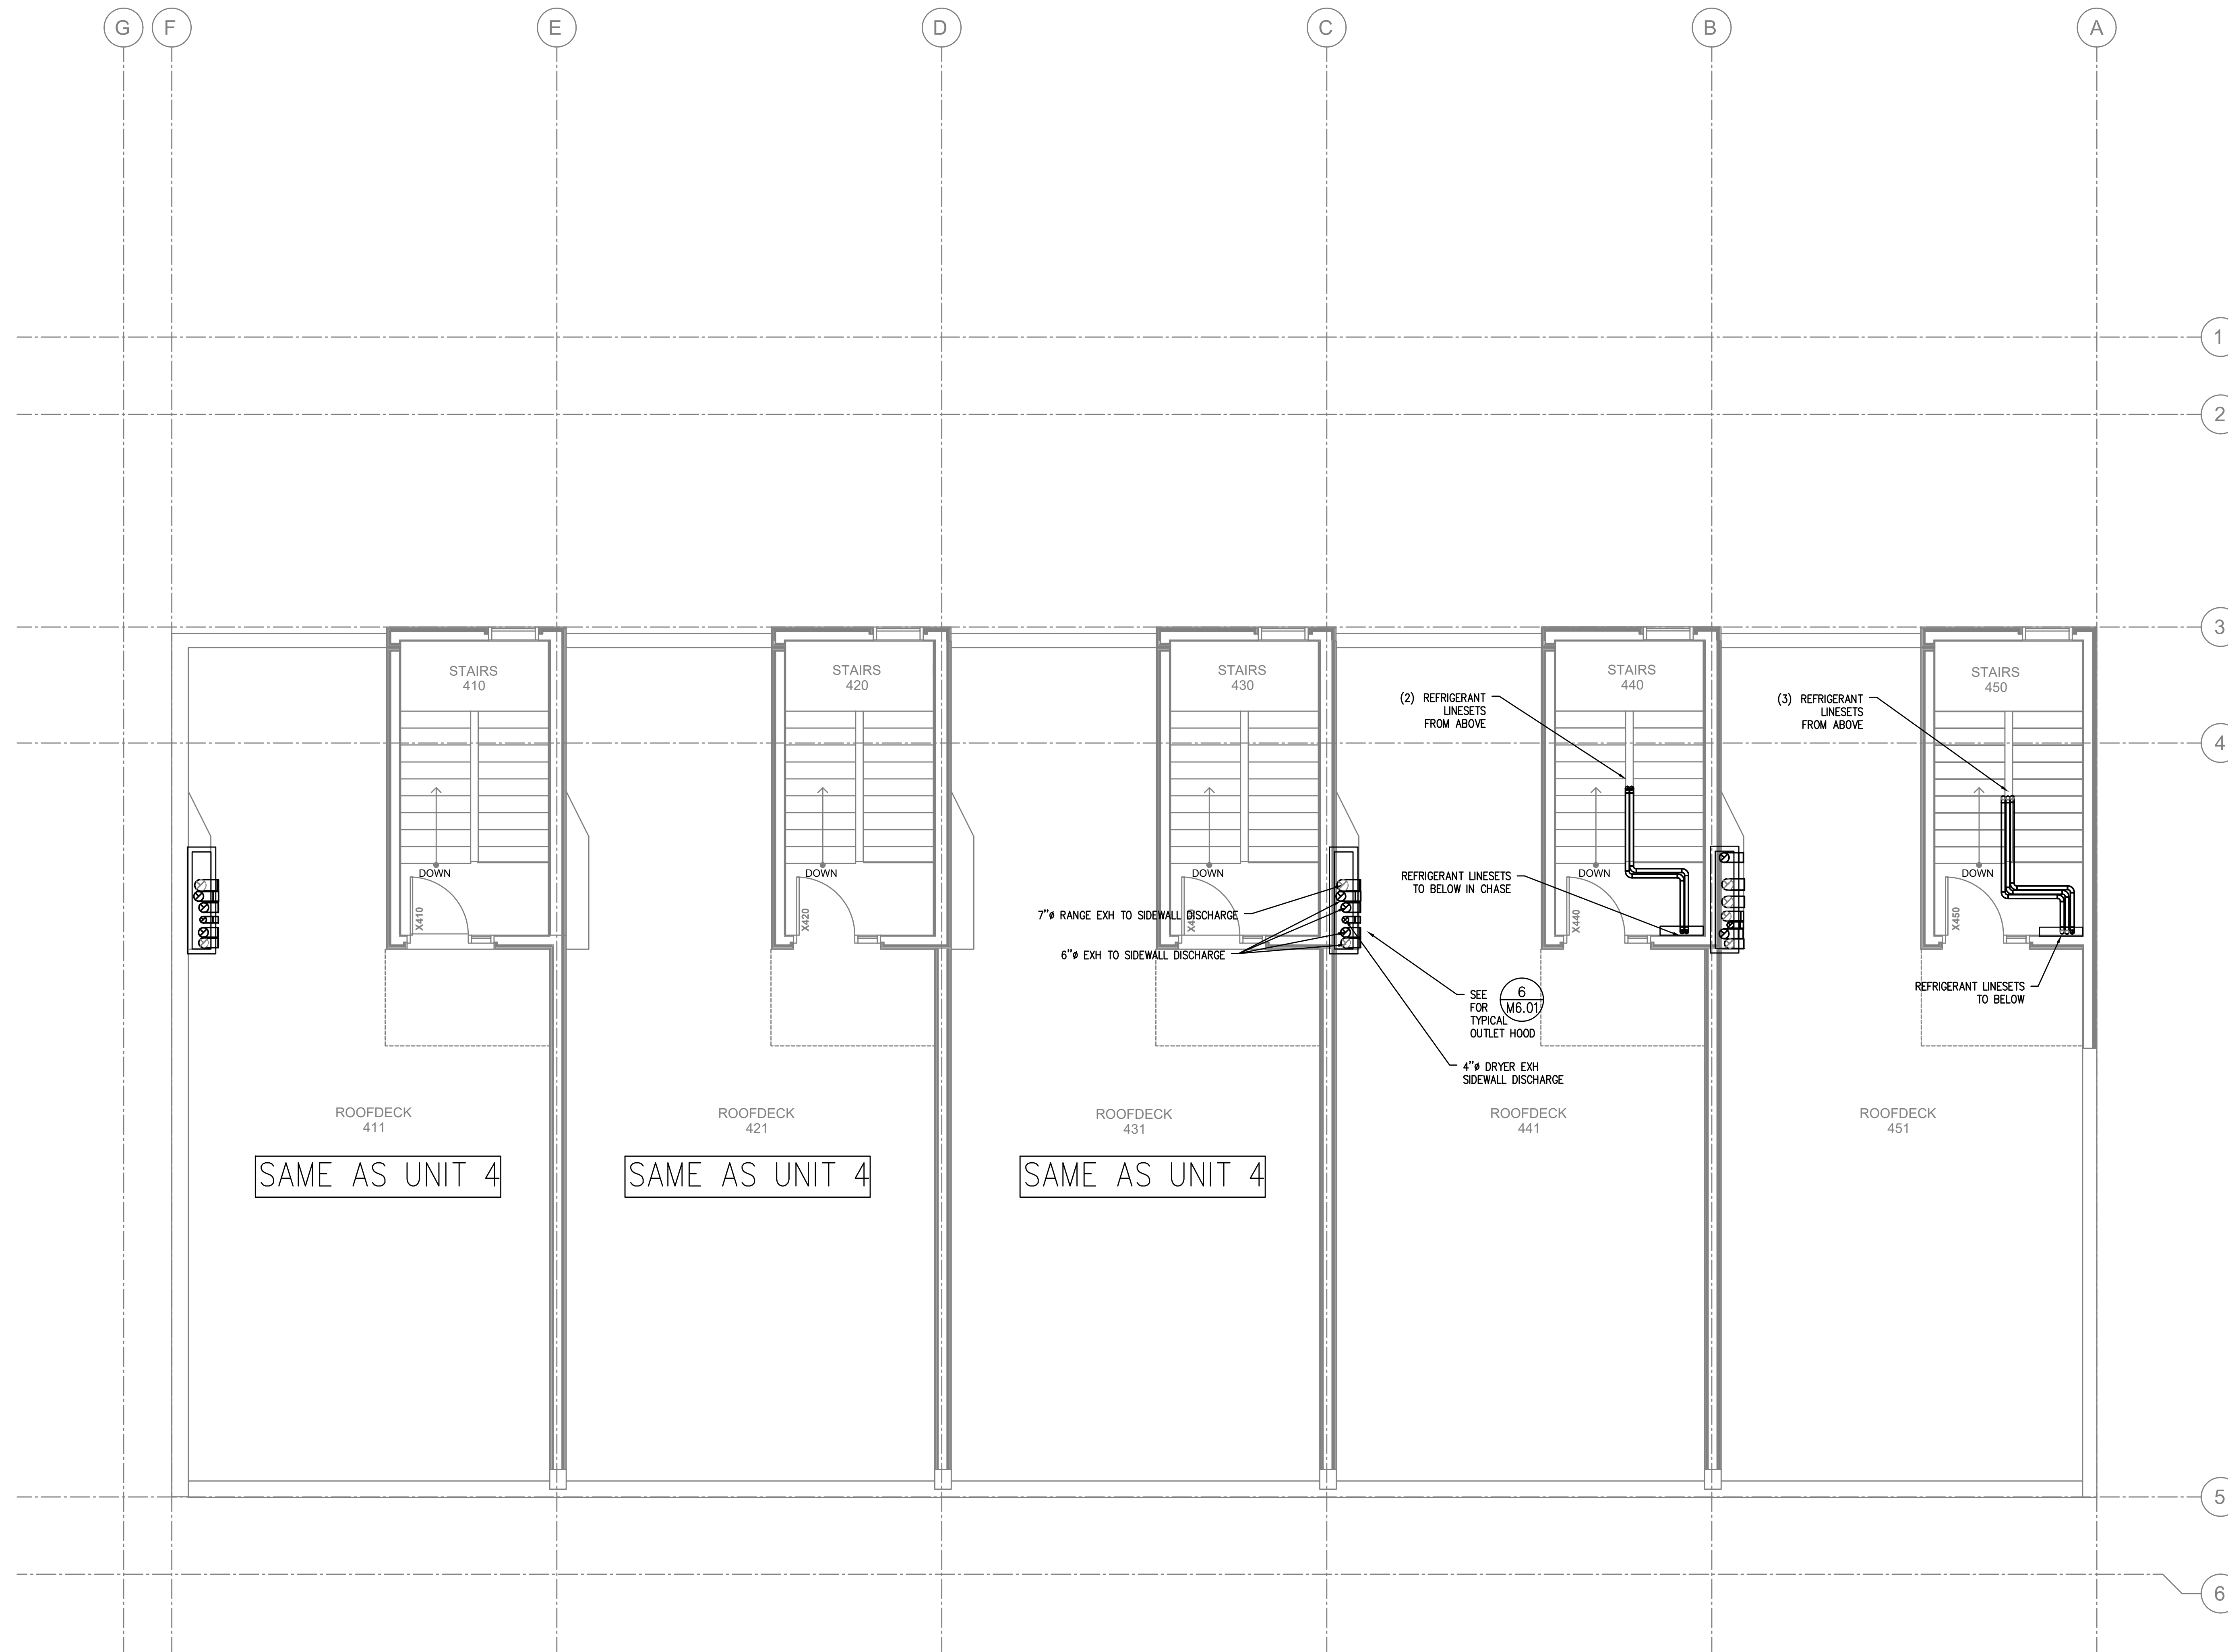 G
F
E
D
C
B
A
1
2
3
4
5
6
STAIRS
410
STAIRS
420
STAIRS
430
STAIRS
440
STAIRS
450
(2) REFRIGERANT
LINESETS
FROM ABOVE
(3) REFRIGERANT
LINESETS
FROM ABOVE
DOWN
DOWN
DOWN
DOWN
DOWN
X410
X420
X440
X450
REFRIGERANT LINESETS
TO BELOW IN CHASE
7"ø RANGE EXH TO SIDEWALL DISCHARGE
6"ø EXH TO SIDEWALL DISCHARGE
SEE
FOR
TYPICAL
OUTLET HOOD
6
M6.01
4"ø DRYER EXH
SIDEWALL DISCHARGE
REFRIGERANT LINESETS
TO BELOW
ROOFDECK
411
ROOFDECK
421
ROOFDECK
431
ROOFDECK
441
ROOFDECK
451
SAME AS UNIT 4
SAME AS UNIT 4
SAME AS UNIT 4